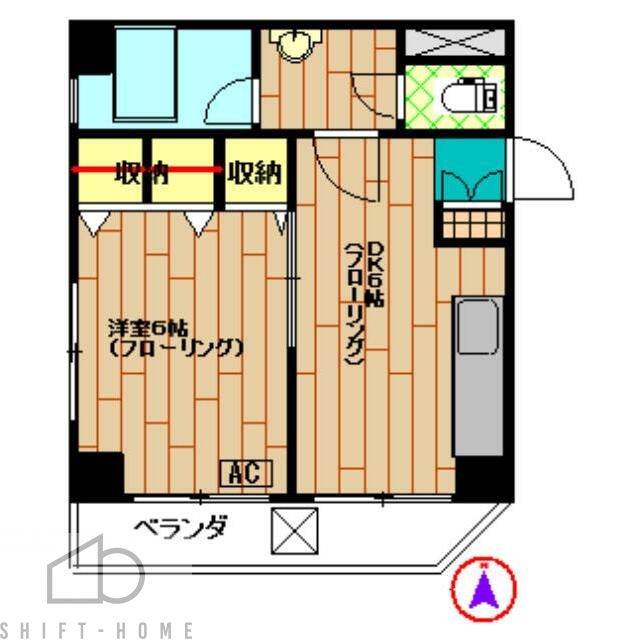 収納
収納
DK6帖
(フローリング)
洋室6帖
(フローリング)
AC
ベランダ
N
SHIFT-HOME